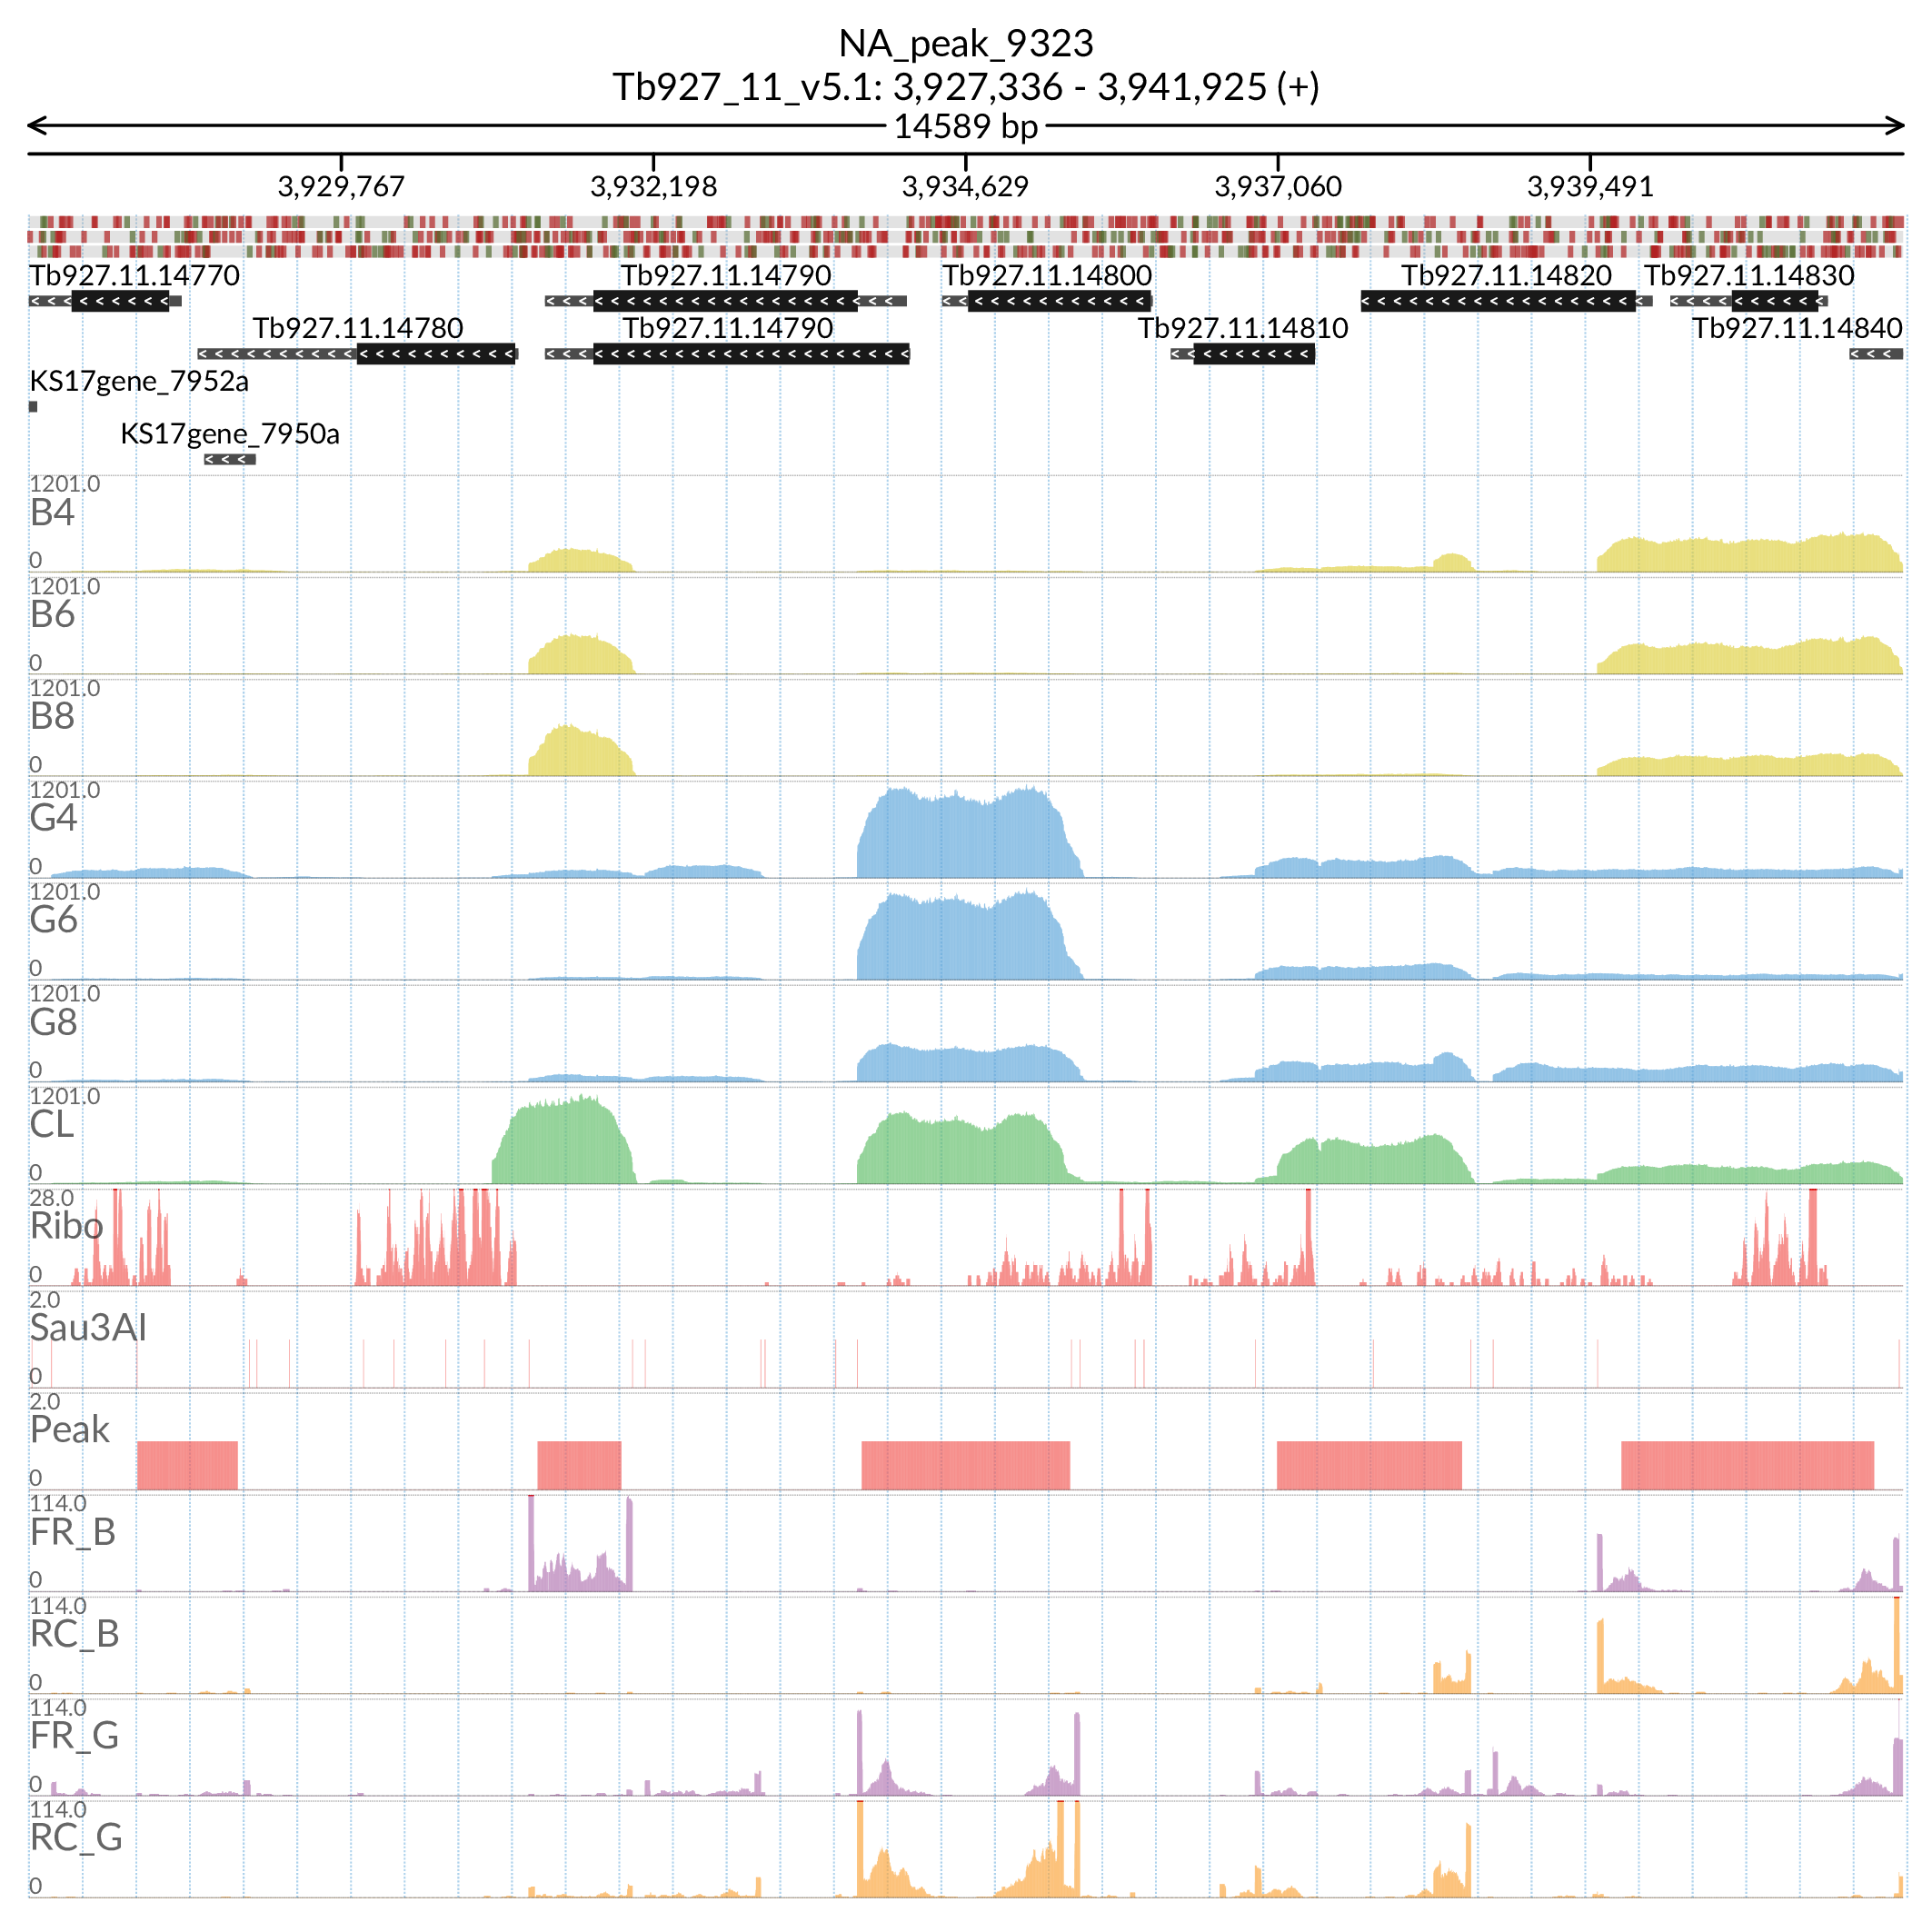 NA_peak_9323
Tb927_11_v5.1: 3,927,336 - 3,941,925 (+)
14589 bp
3,929,767 3,932,198 3,934,629 3,937,060 3,939,491
Tb927.11.14770 Tb927.11.14790 Tb927.11.14800 Tb927.11.14820 Tb927.11.14830
Tb927.11.14780 Tb927.11.14790 Tb927.11.14810 Tb927.11.14840
KS17gene_7952a
KS17gene_7950a
1201.0
B4
0
1201.0
B6
0
1201.0
B8
0
1201.0
G4
0
1201.0
G6
0
1201.0
G8
0
1201.0
CL
0
28.0
Ribo
0
2.0
Sau3AI
0
2.0
Peak
0
114.0
FR_B
0
114.0
RC_B
0
114.0
FR_G
0
114.0
RC_G
0